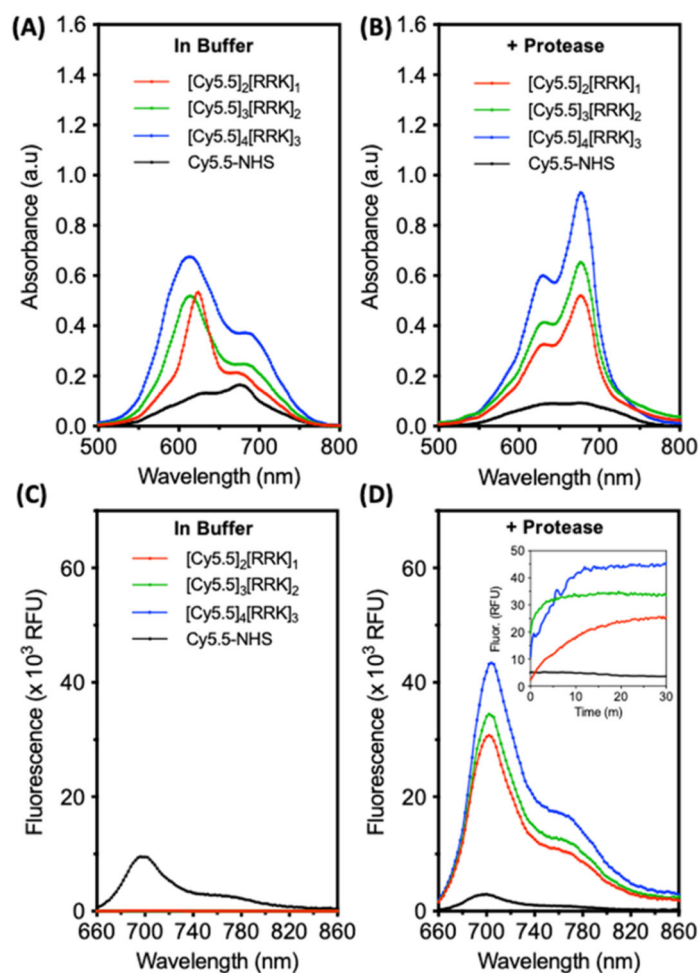 (A)
In Buffer
[Cy5.5]2[RRK]1
[Cy5.5]3[RRK]2
[Cy5.5]4[RRK]3
Cy5.5-NHS
Absorbance (a.u)
1.6
1.4
1.2
1.0
0.8
0.6
0.4
0.2
0.0
500 600 700 800
Wavelength (nm)
(B)
+ Protease
[Cy5.5]2[RRK]1
[Cy5.5]3[RRK]2
[Cy5.5]4[RRK]3
Cy5.5-NHS
Absorbance (a.u)
1.6
1.4
1.2
1.0
0.8
0.6
0.4
0.2
0.0
500 600 700 800
Wavelength (nm)
(C)
In Buffer
[Cy5.5]2[RRK]1
[Cy5.5]3[RRK]2
[Cy5.5]4[RRK]3
Cy5.5-NHS
Fluorescence (x 10³ RFU)
60
40
20
0
660 700 740 780 820 860
Wavelength (nm)
(D)
+ Protease
Fluor. (RFU)
50
40
30
20
10
0
0 10 20 30
Time (m)
Fluorescence (x 10³ RFU)
60
40
20
0
660 700 740 780 820 860
Wavelength (nm)